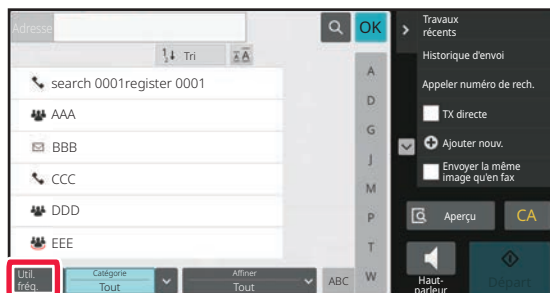 Adresse
OK
Tri
search 0001register 0001
AAA
BBB
CCC
DDD
EEE
A
D
G
J
M
P
T
W
Util.
fréq.
Catégorie
Tout
Affiner
Tout
ABC
Travaux
récents
Historique d'envoi
Appeler numéro de rech.
TX directe
Ajouter nouv.
Envoyer la même
image qu'en fax
Aperçu
CA
Haut-
parleur
Départ